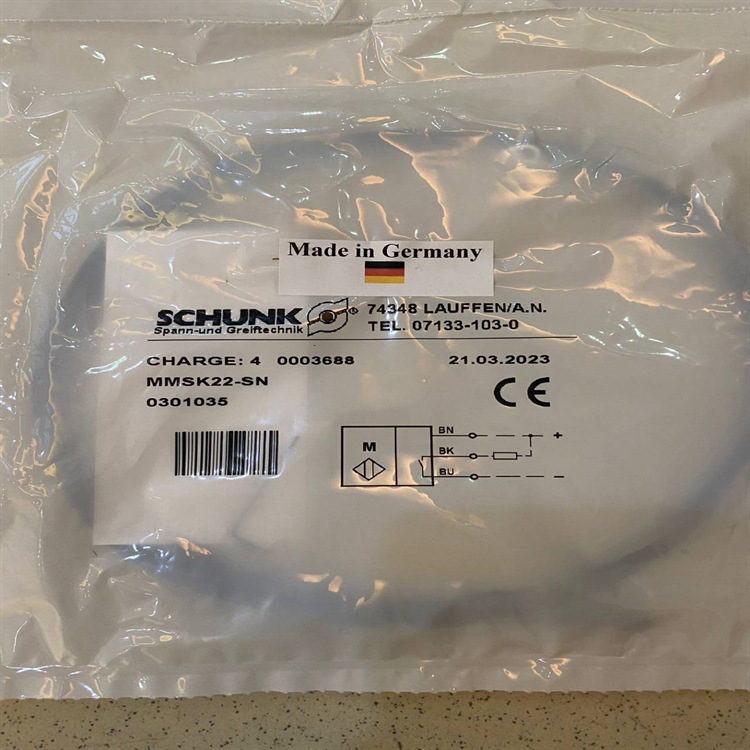 Made in Germany
SCHUNK ® 74348 LAUFFEN/A.N.
Spann-und Greiftechnik TEL. 07133-103-0
CHARGE: 4 0003688 21.03.2023
MMSK22-SN
0301035
CE
M
BN +
BK
BU –